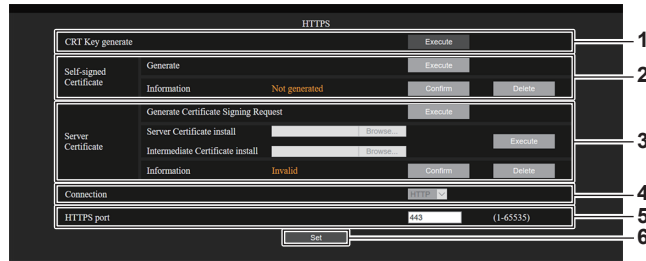 HTTPS
CRT Key generate Execute 1
Self-signed Certificate
Generate Execute
2
Information Not generated Confirm Delete
Server Certificate
Generate Certificate Signing Request Execute
Server Certificate install Browse...
Execute 3
Intermediate Certificate install Browse...
Information Invalid Confirm Delete
Connection HTTP 4
HTTPS port 443 (1-65535) 5
Set 6